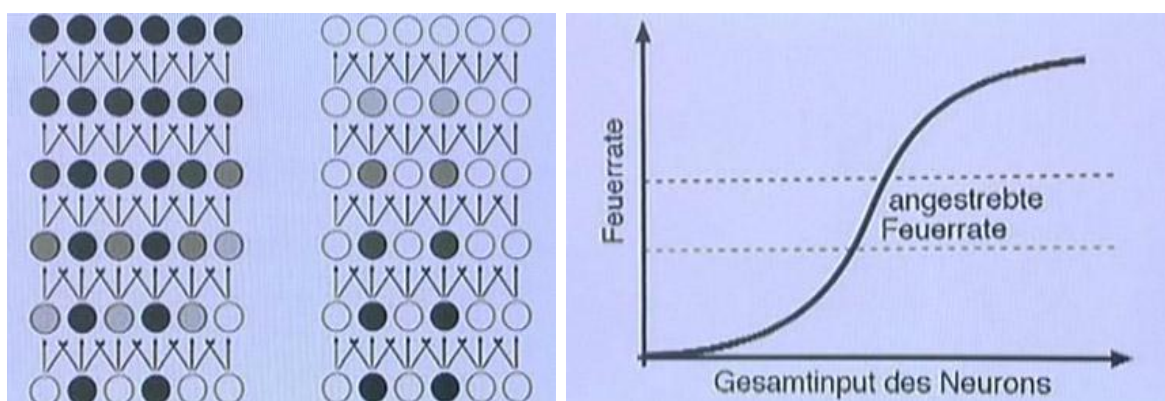 Feuerrate
angestrebte
Feuerrate
Gesamtinput des Neurons